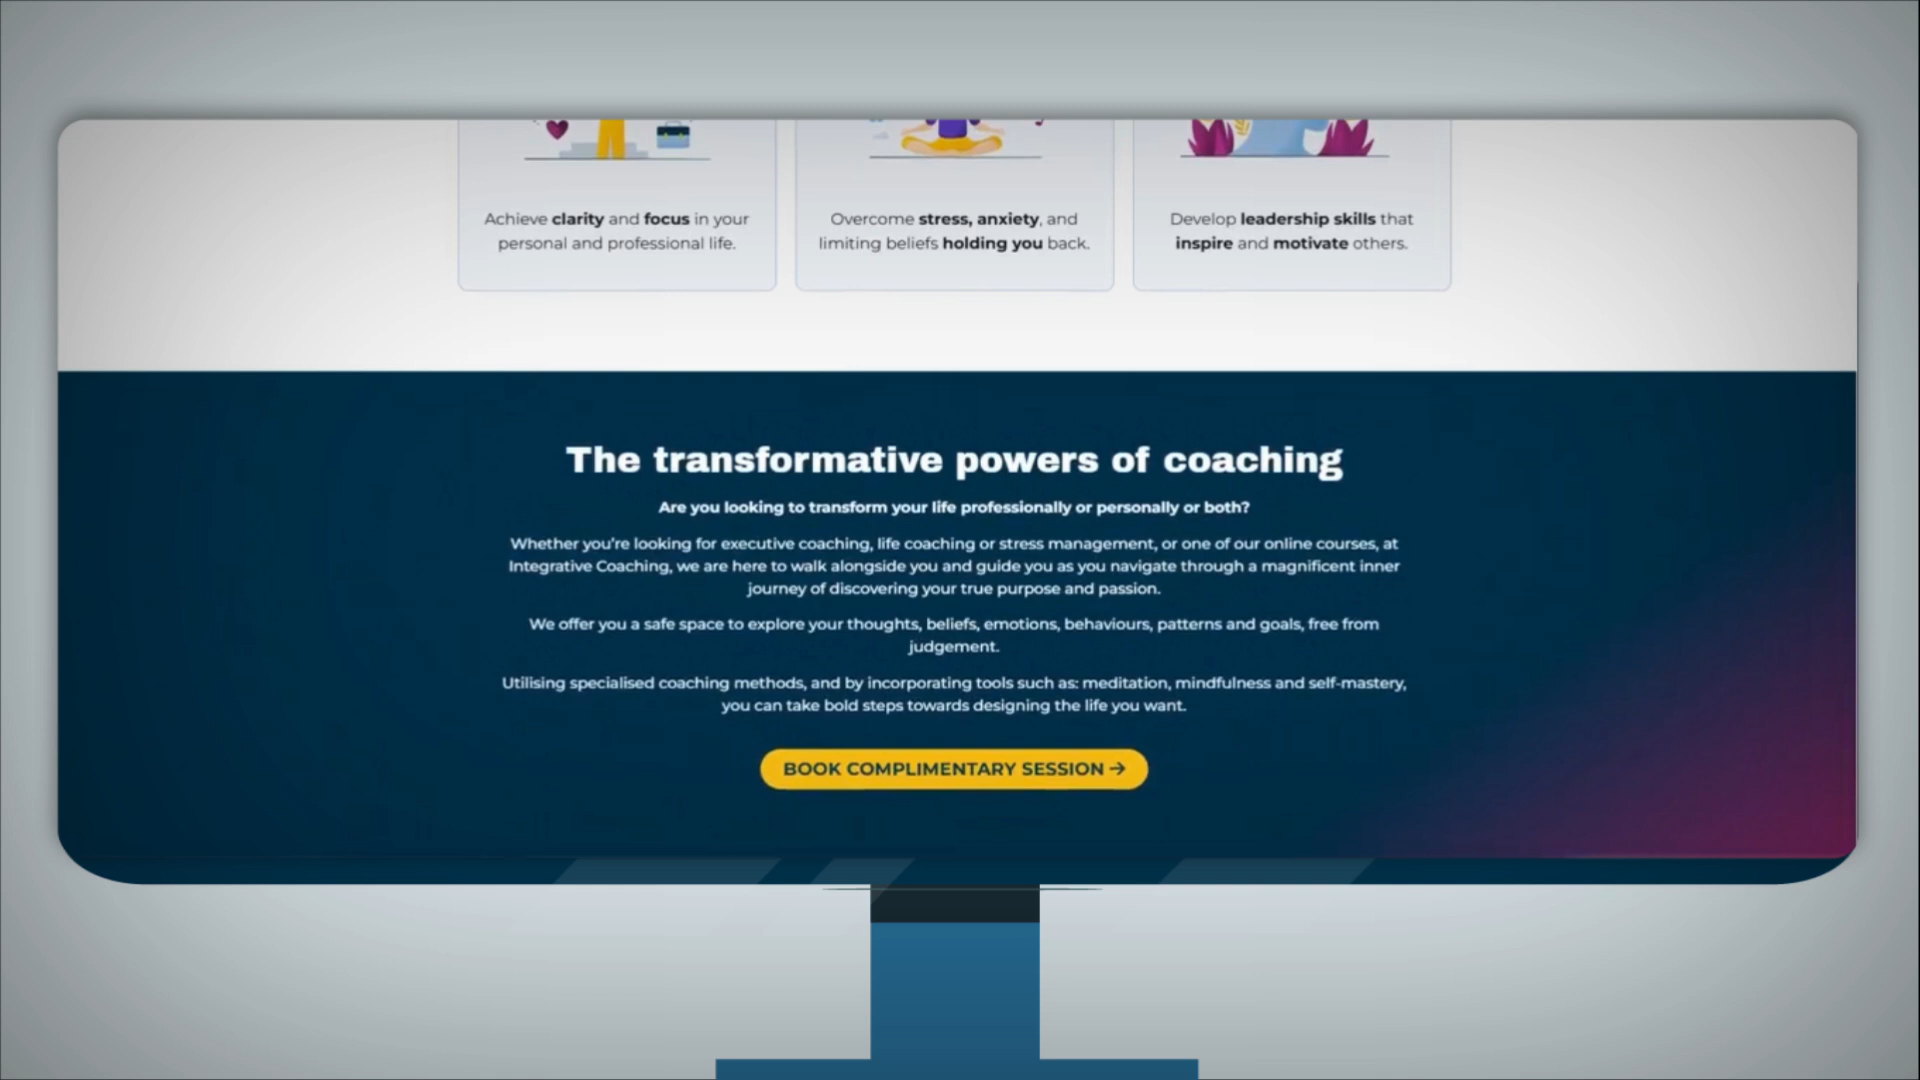 Achieve clarity and focus in your
personal and professional life.
Overcome stress, anxiety, and
limiting beliefs holding you back.
Develop leadership skills that
inspire and motivate others.
The transformative powers of coaching
Are you looking to transform your life professionally or personally or both?
Whether you're looking for executive coaching, life coaching or stress management, or one of our online courses, at
Integrative Coaching, we are here to walk alongside you and guide you as you navigate through a magnificent inner
journey of discovering your true purpose and passion.
We offer you a safe space to explore your thoughts, beliefs, emotions, behaviours, patterns and goals, free from
judgement.
Utilising specialised coaching methods, and by incorporating tools such as: meditation, mindfulness and self-mastery,
you can take bold steps towards designing the life you want.
BOOK COMPLIMENTARY SESSION →